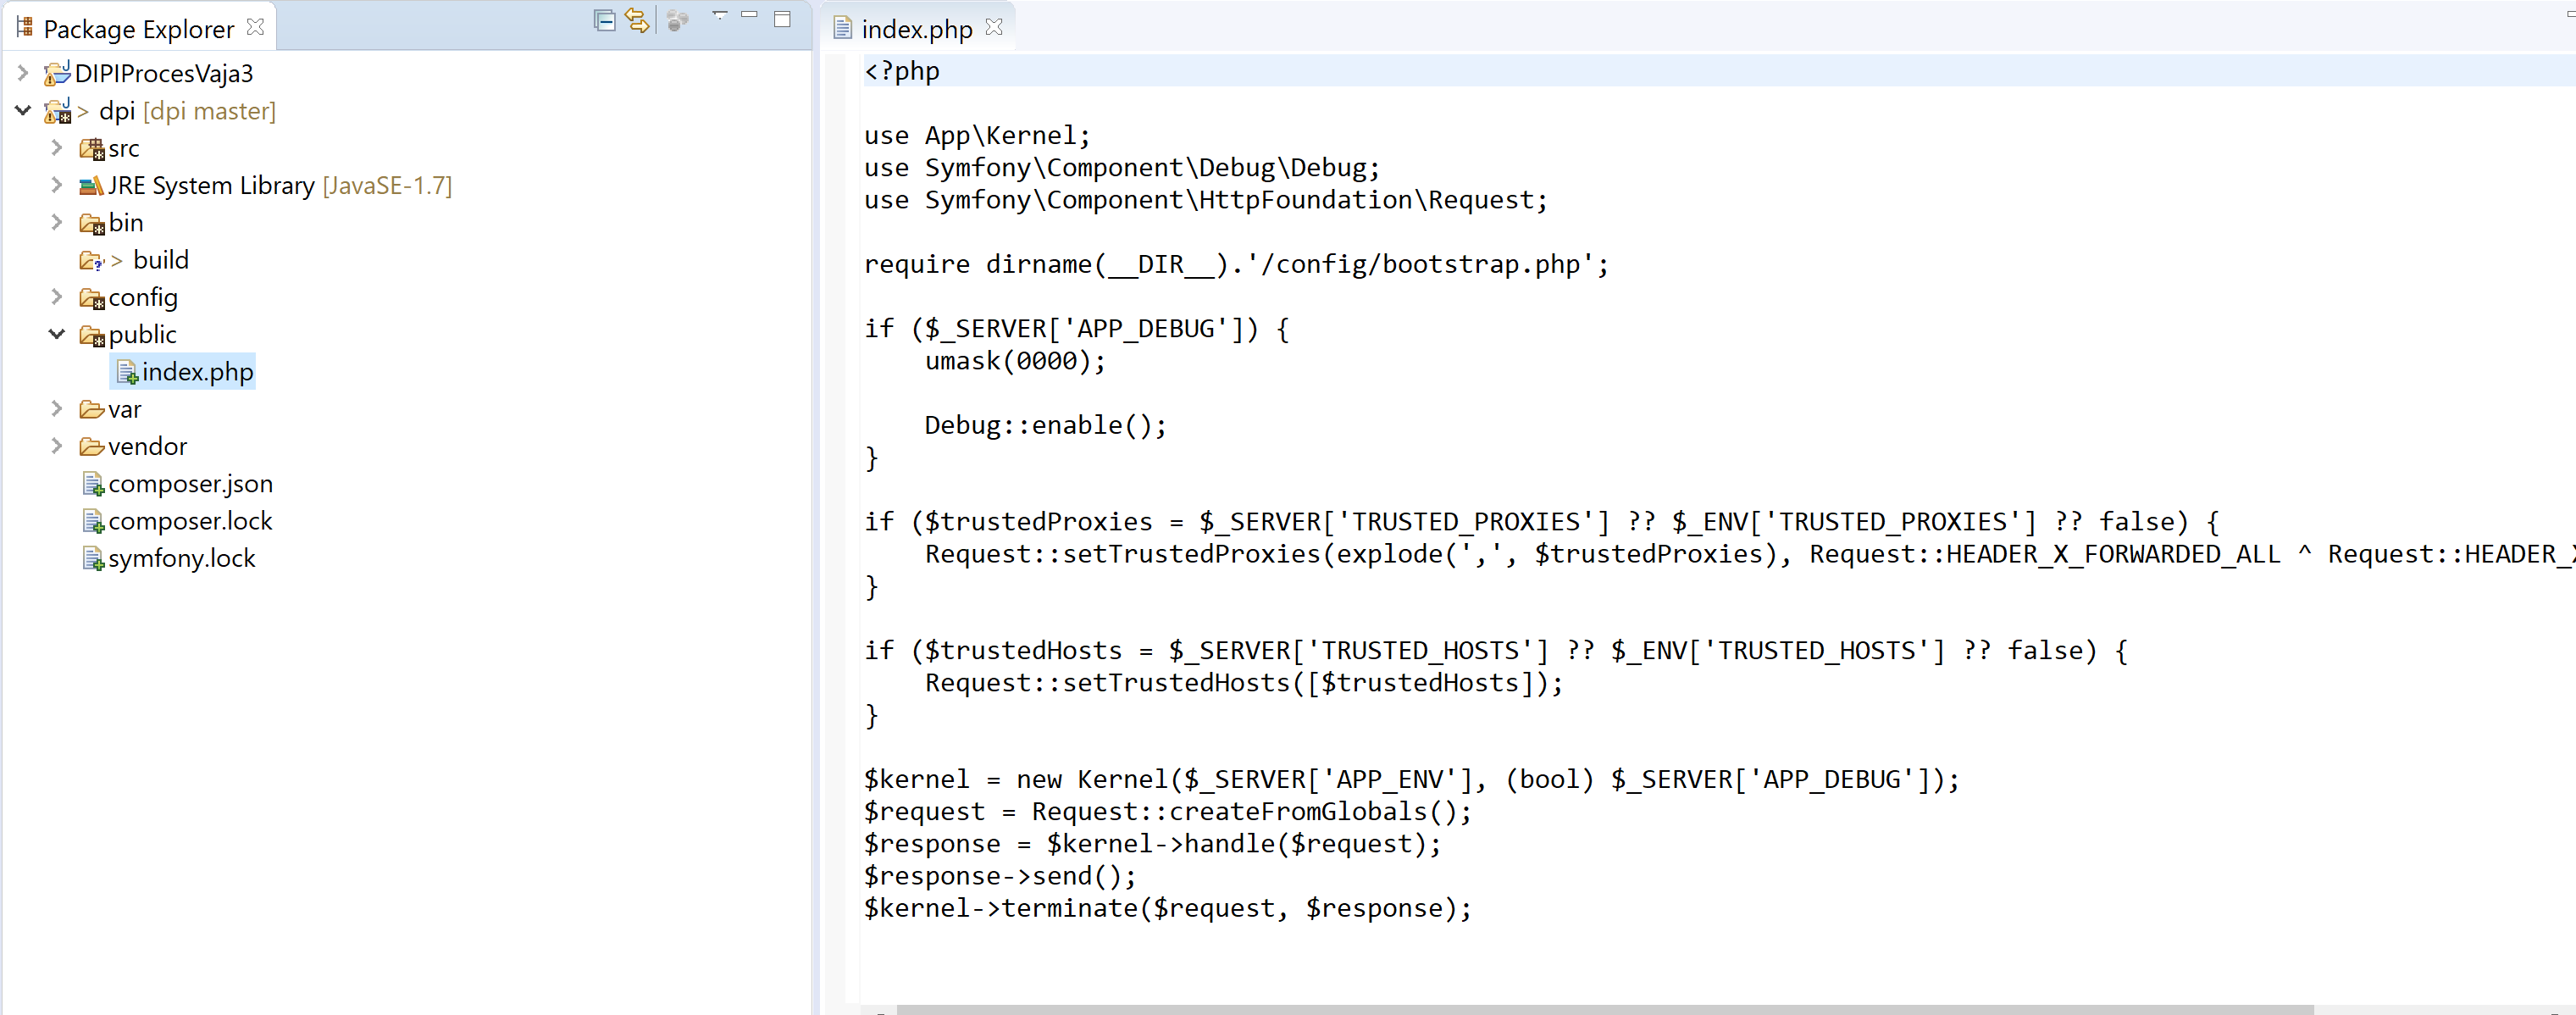 Package Explorer
DIPIProcesVaja3
> dpi [dpi master]
src
JRE System Library [JavaSE-1.7]
bin
> build
config
public
index.php
var
vendor
composer.json
composer.lock
symfony.lock
index.php
<?php
use App\Kernel;
use Symfony\Component\Debug\Debug;
use Symfony\Component\HttpFoundation\Request;
require dirname(__DIR__).'/config/bootstrap.php';
if ($_SERVER['APP_DEBUG']) {
umask(0000);
Debug::enable();
}
if ($trustedProxies = $_SERVER['TRUSTED_PROXIES'] ?? $_ENV['TRUSTED_PROXIES'] ?? false) {
Request::setTrustedProxies(explode(',', $trustedProxies), Request::HEADER_X_FORWARDED_ALL ^ Request::HEADER_
}
if ($trustedHosts = $_SERVER['TRUSTED_HOSTS'] ?? $_ENV['TRUSTED_HOSTS'] ?? false) {
Request::setTrustedHosts([$trustedHosts]);
}
$kernel = new Kernel($_SERVER['APP_ENV'], (bool) $_SERVER['APP_DEBUG']);
$request = Request::createFromGlobals();
$response = $kernel->handle($request);
$response->send();
$kernel->terminate($request, $response);